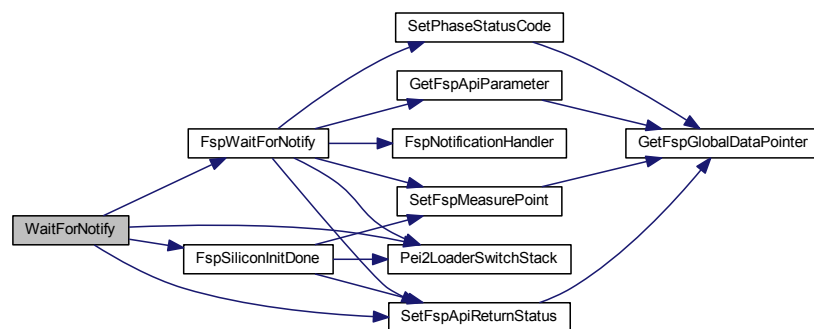 SetPhaseStatusCode
GetFspApiParameter
FspWaitForNotify
FspNotificationHandler
GetFspGlobalDataPointer
SetFspMeasurePoint
WaitForNotify
FspSiliconInitDone
Pei2LoaderSwitchStack
SetFspApiReturnStatus